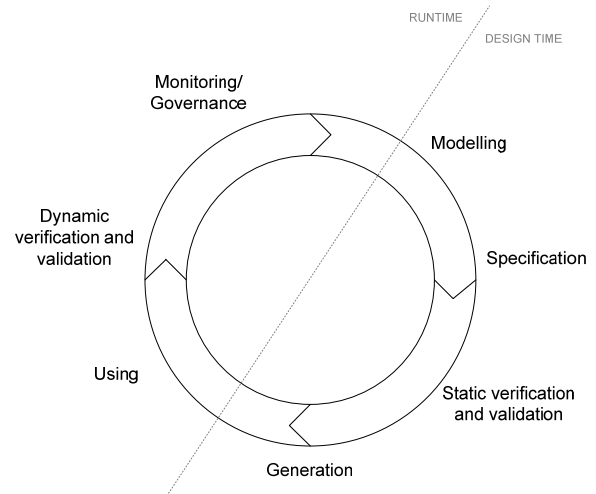 RUNTIME
DESIGN TIME
Monitoring/
Governance
Modelling
Dynamic
verification and
validation
Specification
Using
Static verification
and validation
Generation